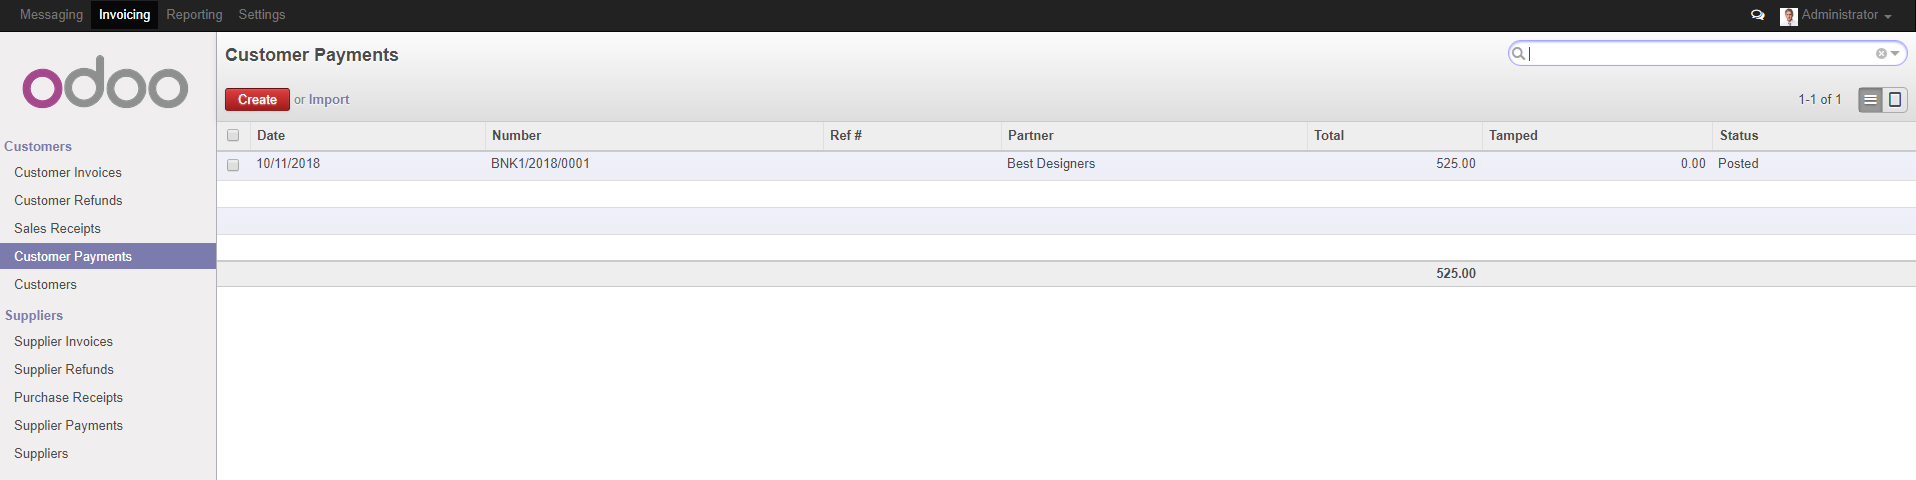 Messaging Invoicing Reporting Settings Administrator
odoo
Customer Payments
Create or Import 1-1 of 1
Customers
Customer Invoices
Customer Refunds
Sales Receipts
Customer Payments
Customers
Suppliers
Supplier Invoices
Supplier Refunds
Purchase Receipts
Supplier Payments
Suppliers
Date Number Ref # Partner Total Tamped Status
10/11/2018 BNK1/2018/0001 Best Designers 525.00 0.00 Posted
525.00